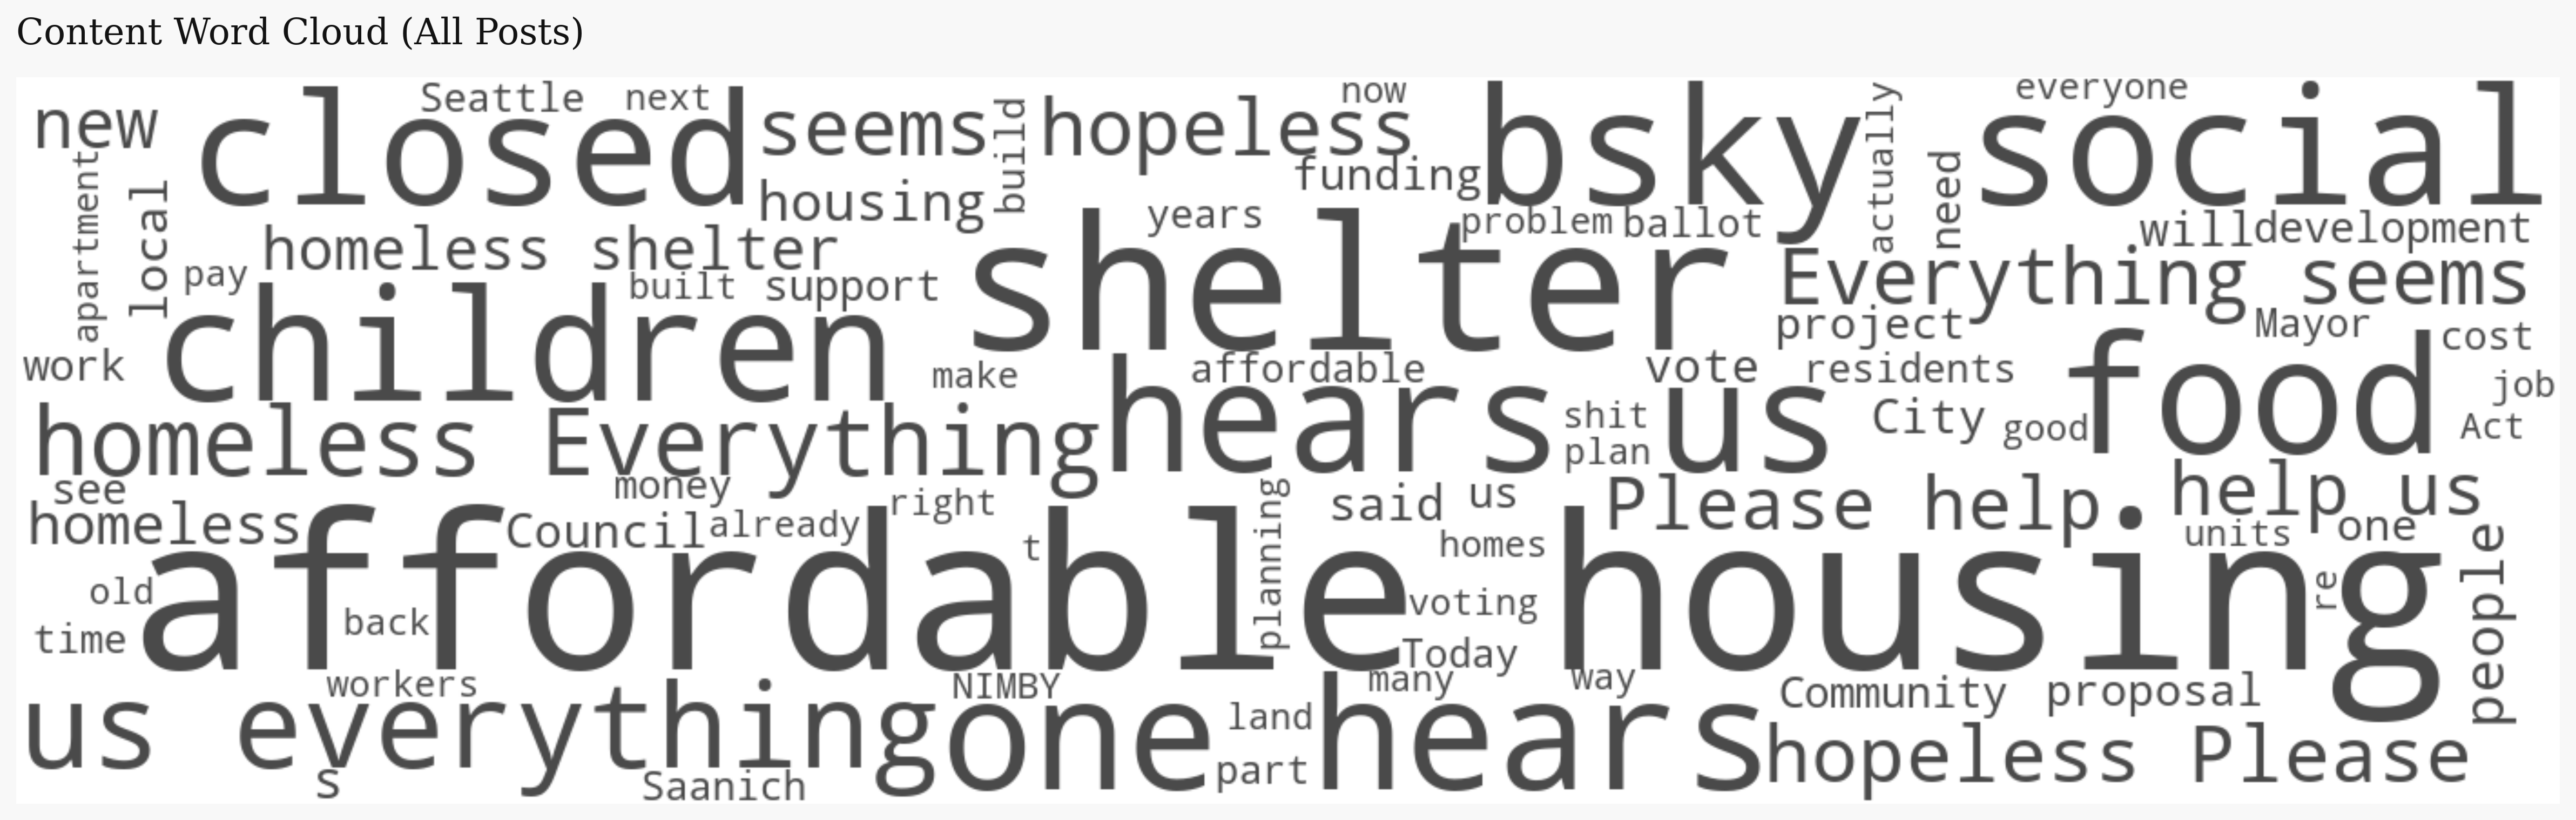 Content Word Cloud (All Posts)
new
closed
Seattle
next
seems
build
hopeless
now
bsky
actually
everyone
social
apartment
local
housing
funding
need
homeless shelter
years
shelter
problem
ballot
will
development
pay
built
support
Everything seems
children
project
Mayor
cost
work
make
affordable
vote
residents
food
job
homeless Everything
hears
shit
us
City
good
Act
plan
see
money
right
planning
said
us
Please help
help us
homeless
Council
already
t
homes
units
one
affordable housing
old
back
voting
re
people
time
Today
workers
NIMBY
many
way
Community
proposal
us everything
one
land
hears
hopeless Please
s
Saanich
part